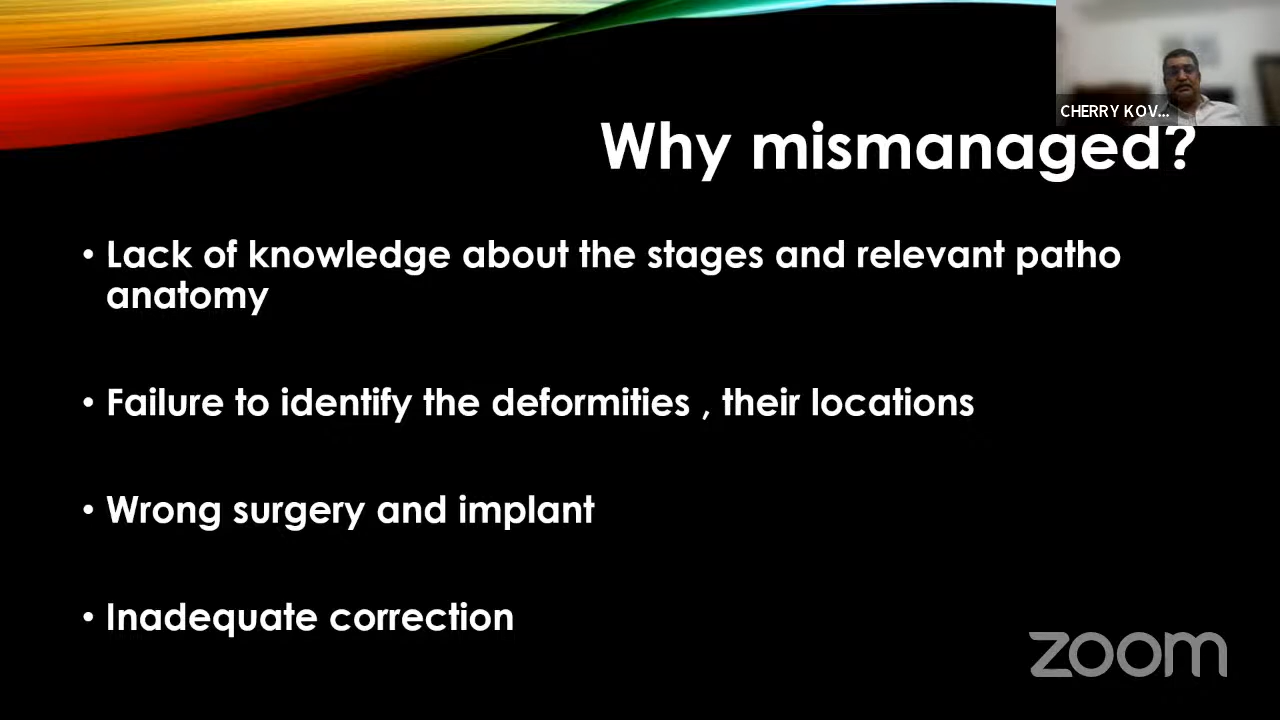 CHERRY KOV...
Why mismanaged?
• Lack of knowledge about the stages and relevant patho
anatomy
• Failure to identify the deformities , their locations
• Wrong surgery and implant
• Inadequate correction
zoom